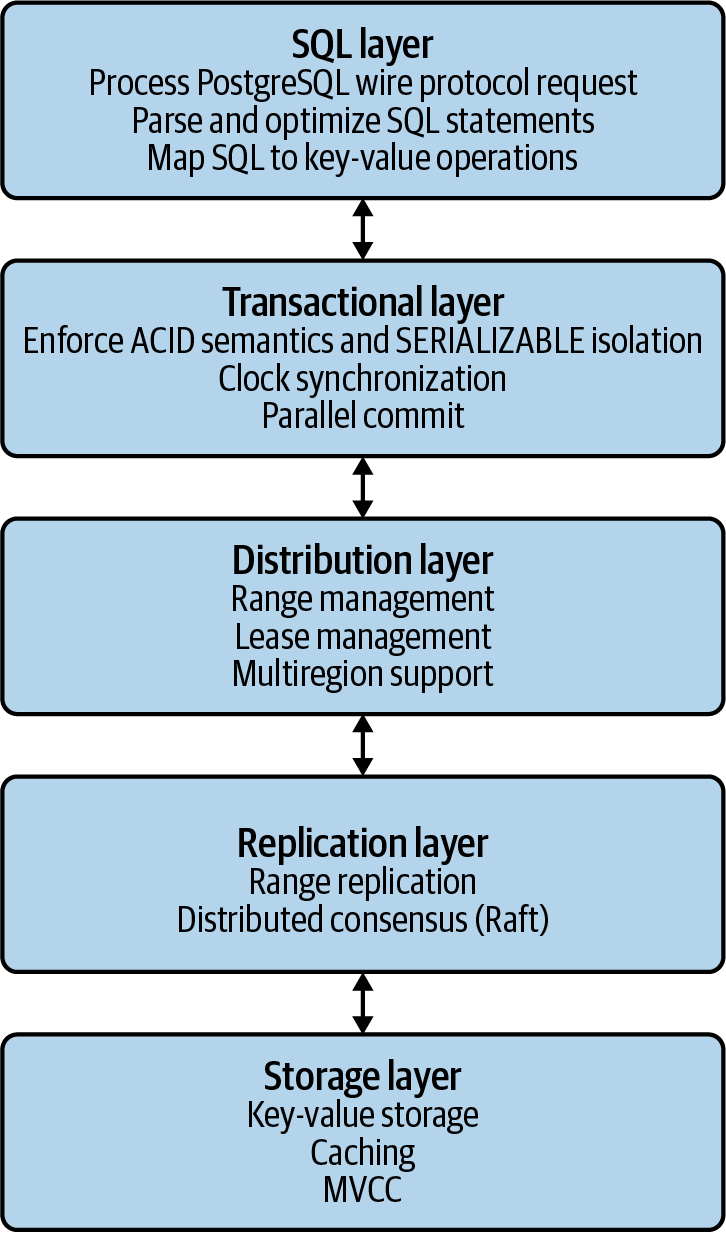 SQL layer
Process PostgreSQL wire protocol request
Parse and optimize SQL statements
Map SQL to key-value operations
Transactional layer
Enforce ACID semantics and SERIALIZABLE isolation
Clock synchronization
Parallel commit
Distribution layer
Range management
Lease management
Multiregion support
Replication layer
Range replication
Distributed consensus (Raft)
Storage layer
Key-value storage
Caching
MVCC